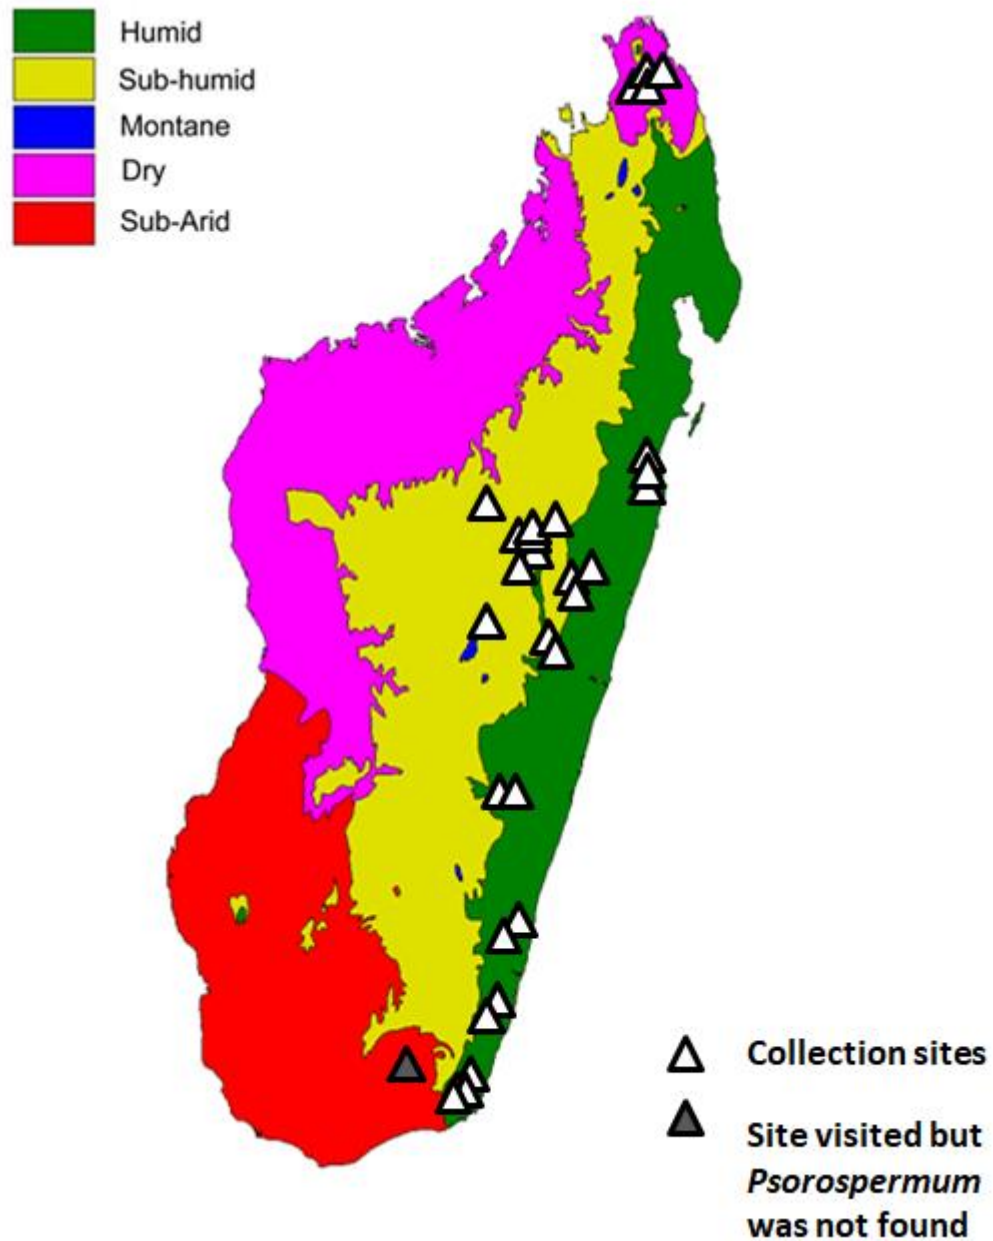 Humid
Sub-humid
Montane
Dry
Sub-Arid
Collection sites
Site visited but
Psorospermum
was not found